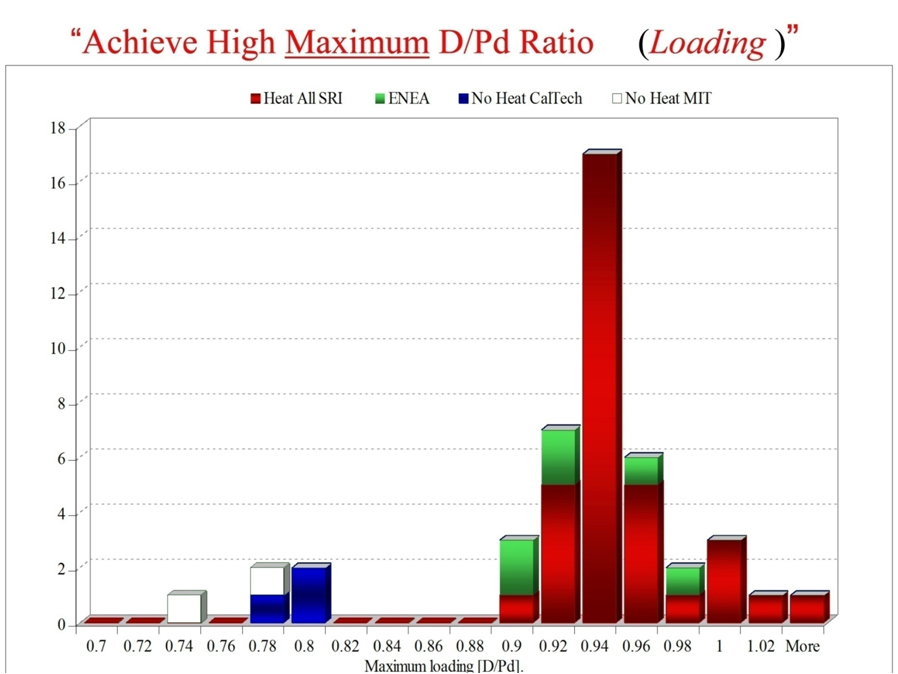 “Achieve High Maximum D/Pd Ratio (Loading )”
Heat All SRI ENEA No Heat CalTech No Heat MIT
18
16
14
12
10
8
6
4
2
0
0.7 0.72 0.74 0.76 0.78 0.8 0.82 0.84 0.86 0.88 0.9 0.92 0.94 0.96 0.98 1 1.02 More
Maximum loading [D/Pd].